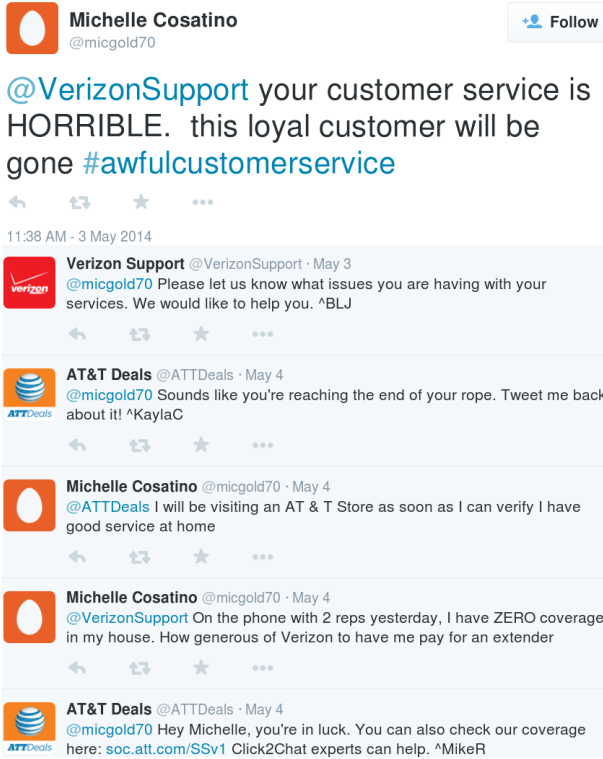 Michelle Cosatino
@micgold70
Follow
@VerizonSupport your customer service is
HORRIBLE.  this loyal customer will be
gone #awfulcustomerservice
11:38 AM - 3 May 2014
verizon
Verizon Support @VerizonSupport · May 3
@micgold70 Please let us know what issues you are having with your
services. We would like to help you. ^BLJ
ATTDeals
AT&T Deals @ATTDeals · May 4
@micgold70 Sounds like you're reaching the end of your rope. Tweet me back
about it! ^KaylaC
Michelle Cosatino @micgold70 · May 4
@ATTDeals I will be visiting an AT & T Store as soon as I can verify I have
good service at home
Michelle Cosatino @micgold70 · May 4
@VerizonSupport On the phone with 2 reps yesterday, I have ZERO coverage
in my house. How generous of Verizon to have me pay for an extender
ATTDeals
AT&T Deals @ATTDeals · May 4
@micgold70 Hey Michelle, you're in luck. You can also check our coverage
here: soc.att.com/SSv1 Click2Chat experts can help. ^MikeR